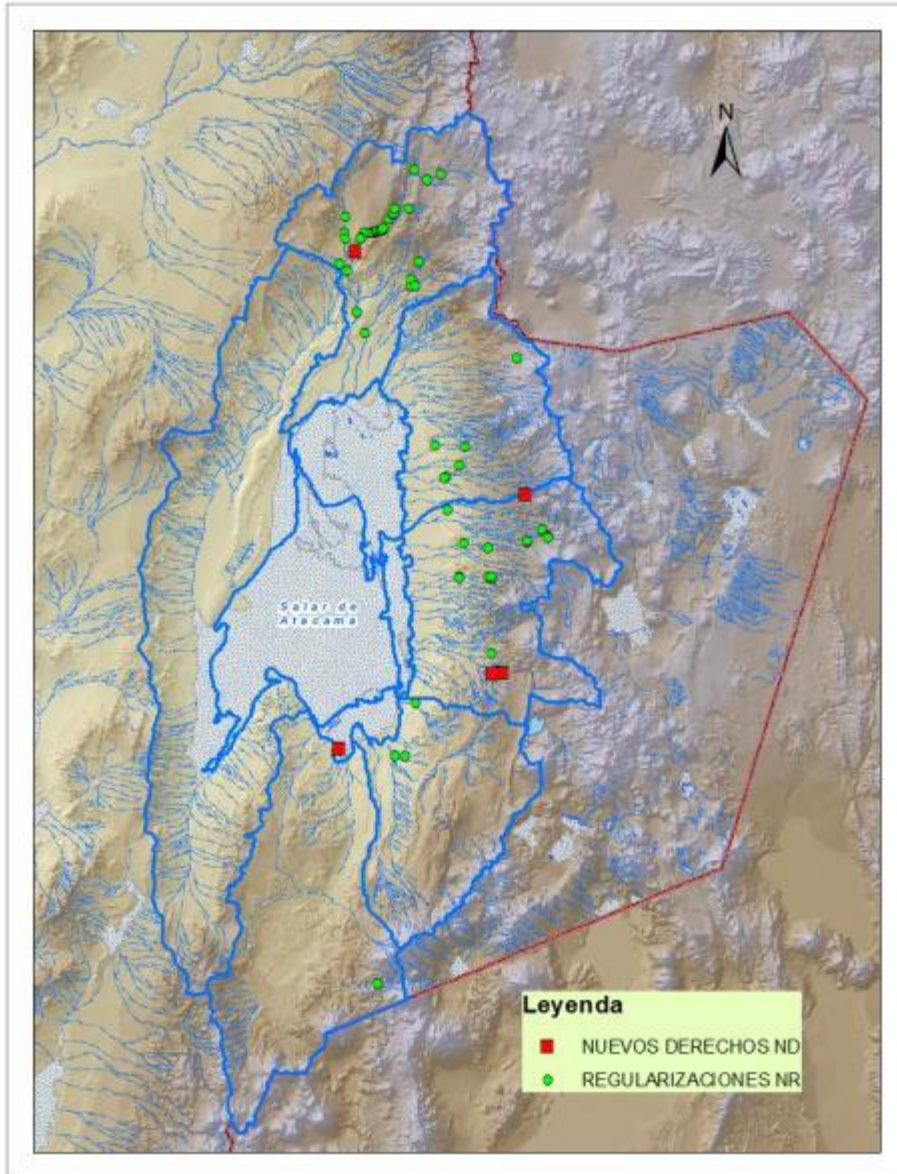 N
Salar de
Atacama
Leyenda
NUEVOS DERECHOS ND
REGULARIZACIONES NR